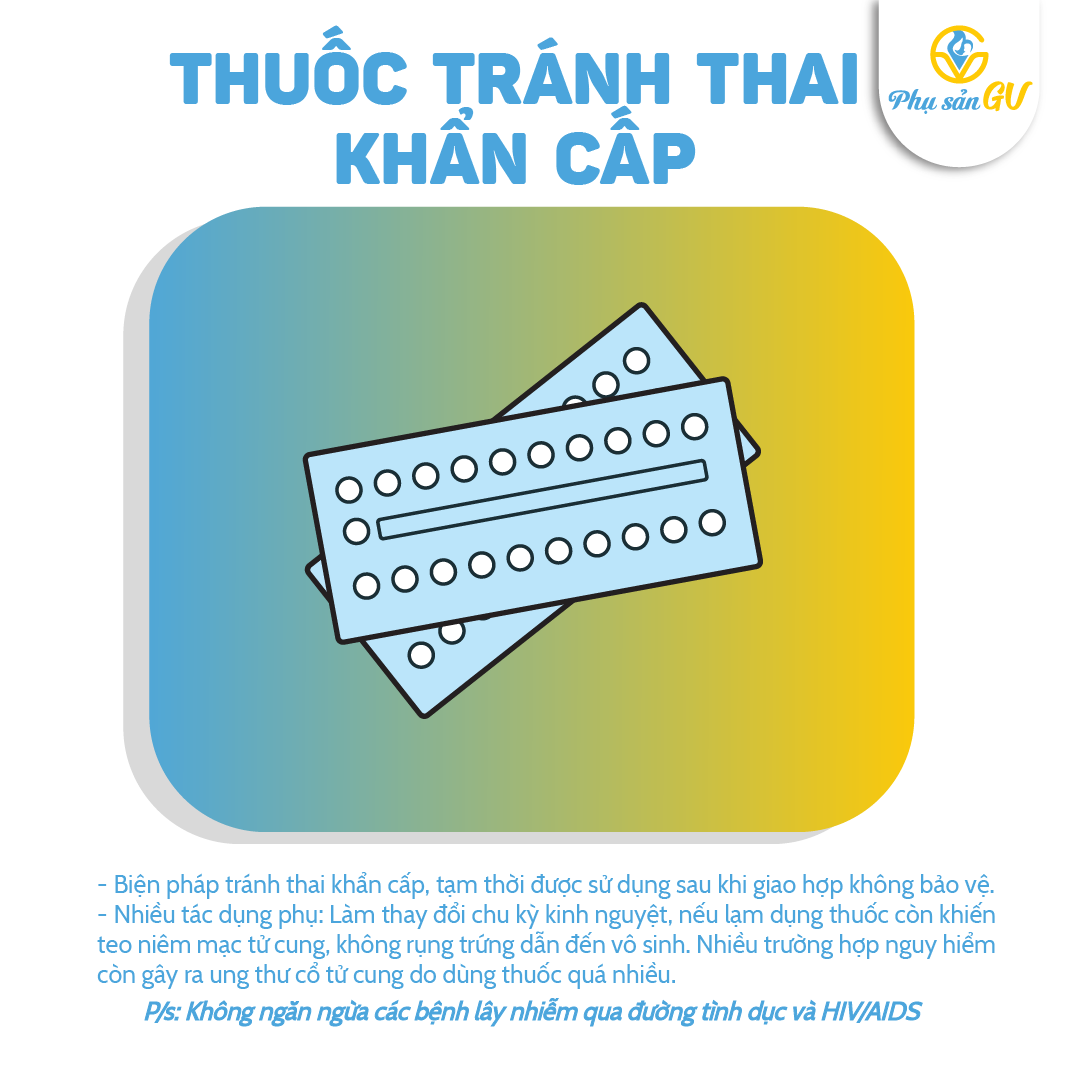 THUỐC TRÁNH THAI
KHẨN CẤP
Phụ sản GV
- Biện pháp tránh thai khẩn cấp, tạm thời được sử dụng sau khi giao hợp không bảo vệ.
- Nhiều tác dụng phụ: Làm thay đổi chu kỳ kinh nguyệt, nếu lạm dụng thuốc còn khiến
teo niêm mạc tử cung, không rụng trứng dẫn đến vô sinh. Nhiều trường hợp nguy hiểm
còn gây ra ung thư cổ tử cung do dùng thuốc quá nhiều.
P/s: Không ngăn ngừa các bệnh lây nhiễm qua đường tình dục và HIV/AIDS